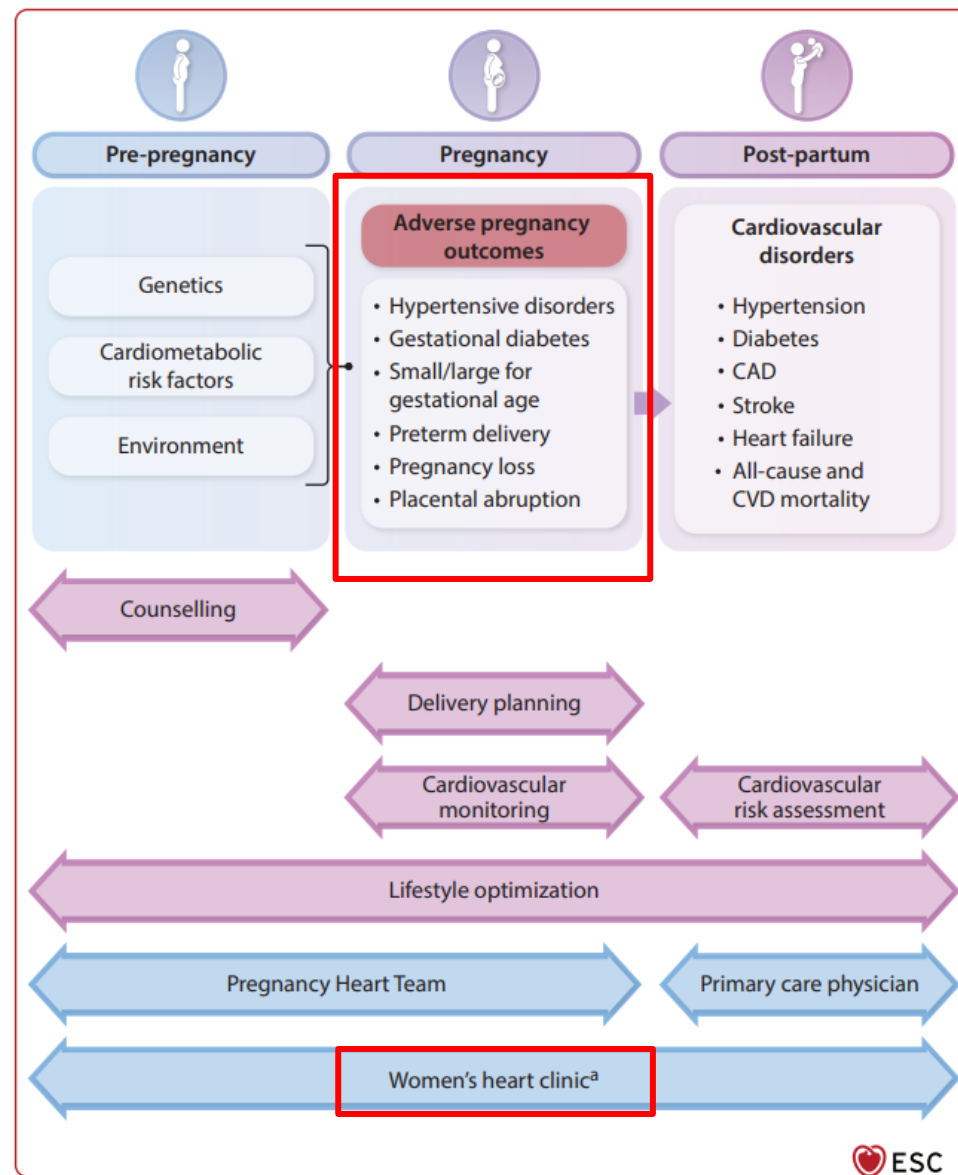 Pre-pregnancy
Pregnancy
Post-partum
Genetics
Cardiometabolic
risk factors
Environment
Adverse pregnancy
outcomes
• Hypertensive disorders
• Gestational diabetes
• Small/large for
gestational age
• Preterm delivery
• Pregnancy loss
• Placental abruption
Cardiovascular
disorders
• Hypertension
• Diabetes
• CAD
• Stroke
• Heart failure
• All-cause and
CVD mortality
Counselling
Delivery planning
Cardiovascular
monitoring
Cardiovascular
risk assessment
Lifestyle optimization
Pregnancy Heart Team
Primary care physician
Women’s heart clinicᵃ
ESC